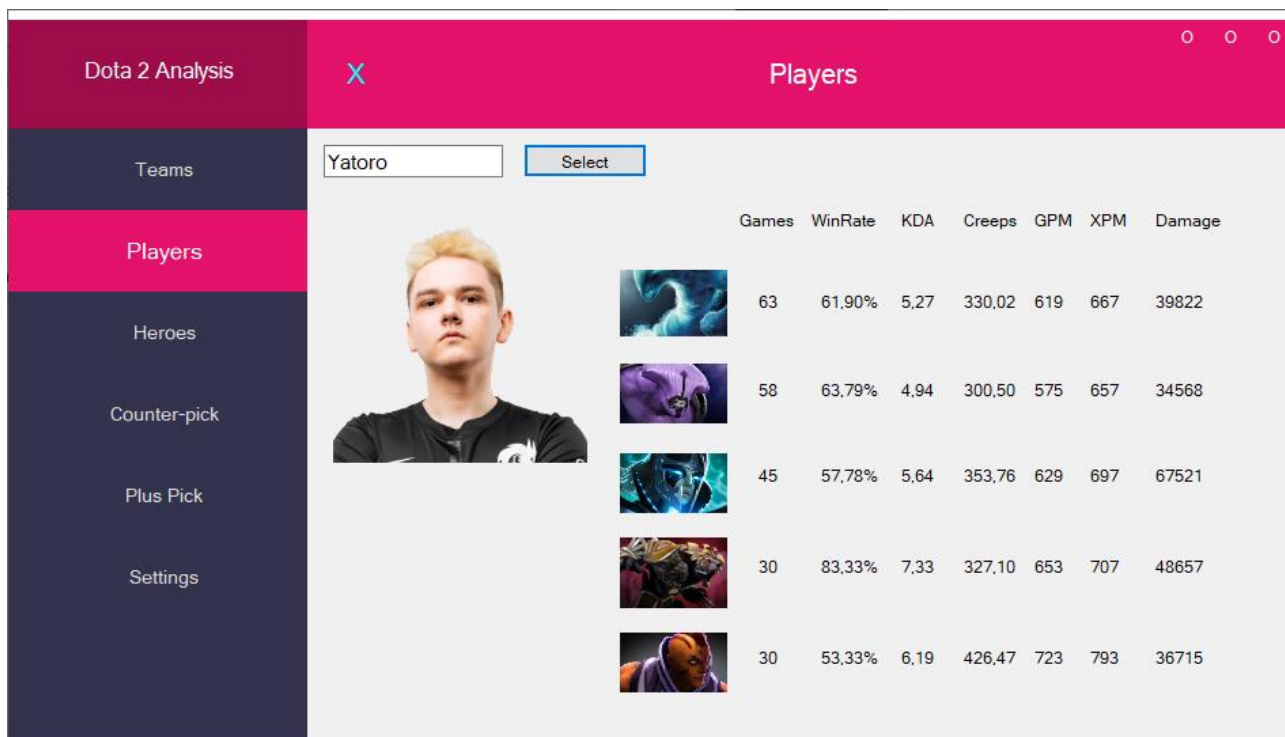 O O O
Dota 2 Analysis
X Players
Teams
Players
Heroes
Counter-pick
Plus Pick
Settings
Yatoro Select
Games WinRate KDA Creeps GPM XPM Damage
63 61,90% 5,27 330,02 619 667 39822
58 63,79% 4,94 300,50 575 657 34568
45 57,78% 5,64 353,76 629 697 67521
30 83,33% 7,33 327,10 653 707 48657
30 53,33% 6,19 426,47 723 793 36715